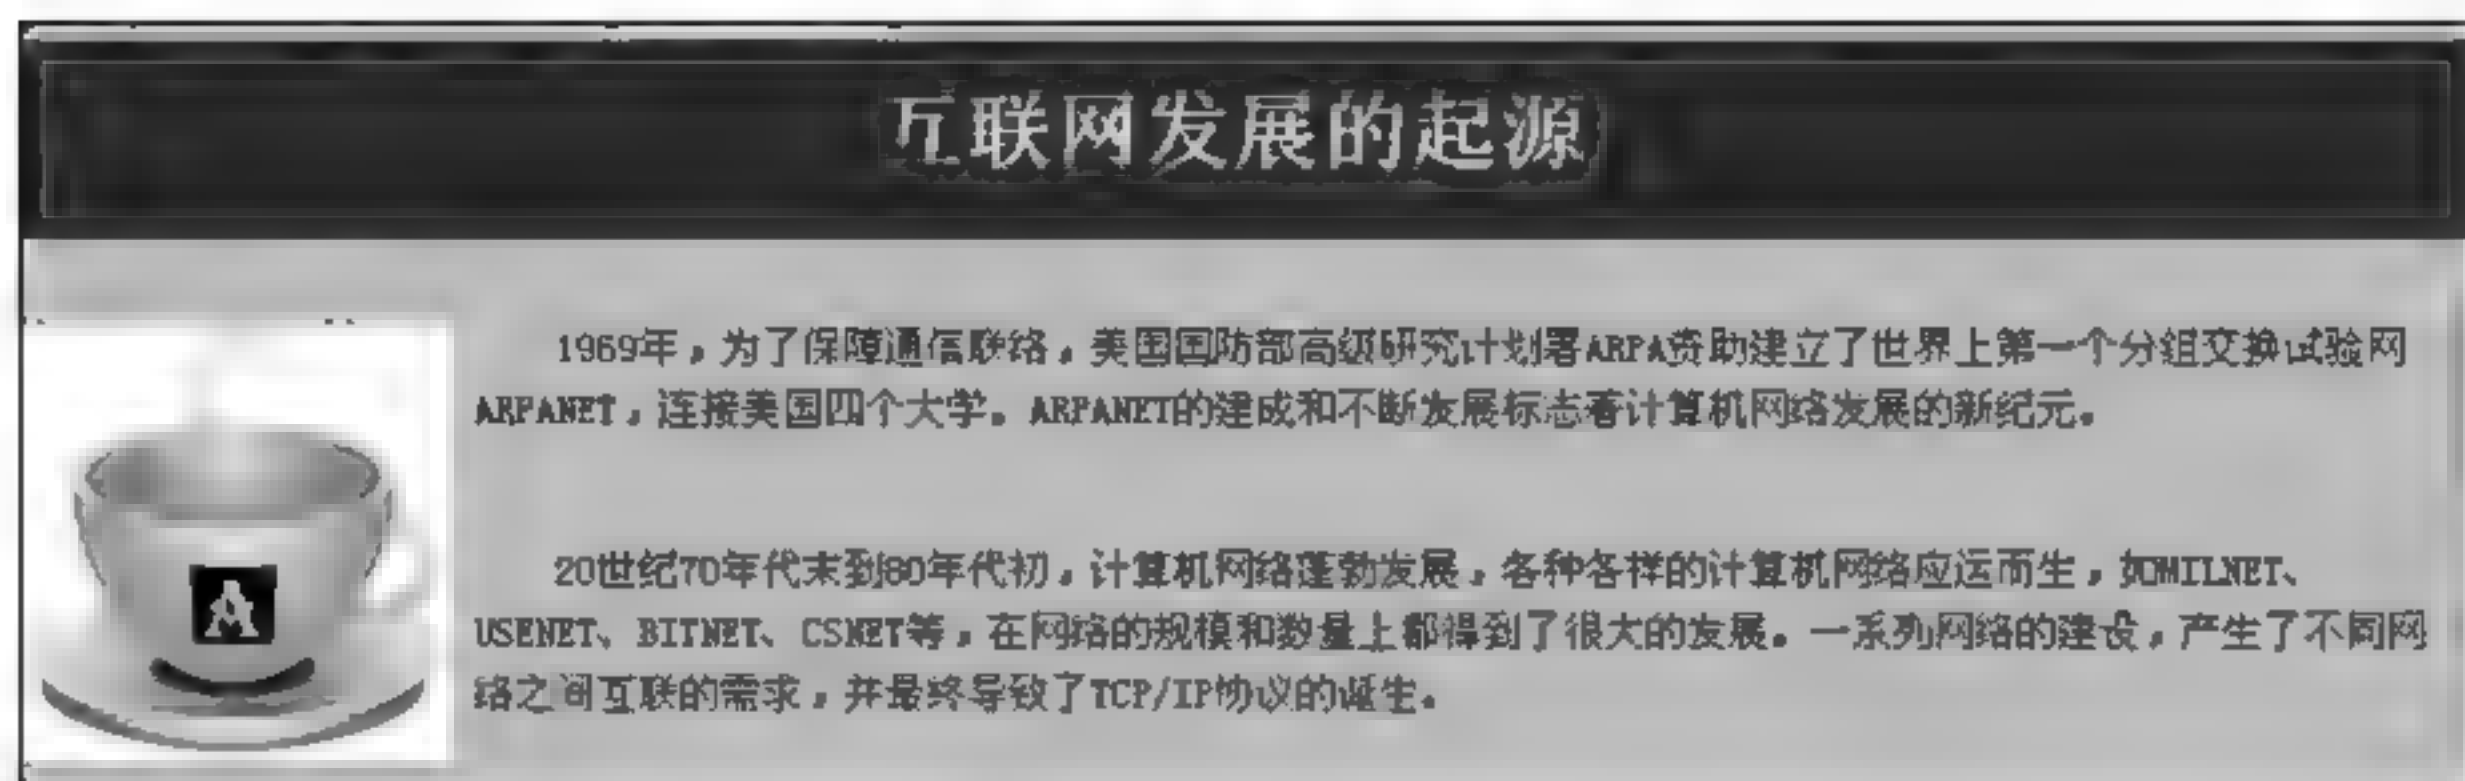 互联网发展的起源
1969年，为了保障通信联络，美国国防部高级研究计划署ARPA资助建立了世界上第一个分组交换试验网
ARPANET，连接美国四个大学。ARPANET的建成和不断发展标志着计算机网络发展的新纪元。
20世纪70年代末到80年代初，计算机网络蓬勃发展，各种各样的计算机网络应运而生，如MILNET、
USENET、BITNET、CSNET等，在网络的规模和数量上都得到了很大的发展。一系列网络的建设，产生了不同网
络之间互联的需求，并最终导致了TCP/IP协议的诞生。
A